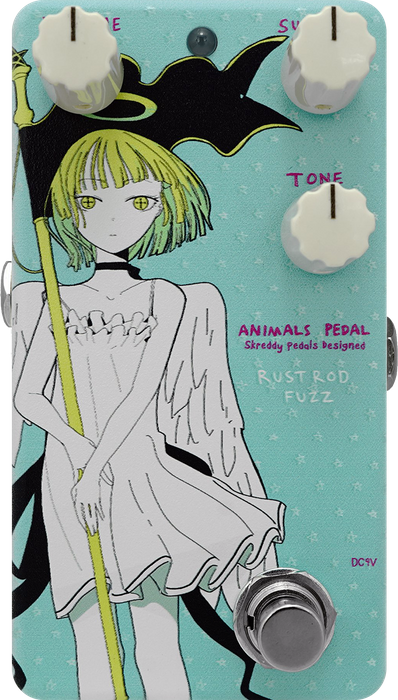 TONE
ANIMALS PEDAL
Skreddy Pedals Designed
RUST ROD
FUZZ
DC9V